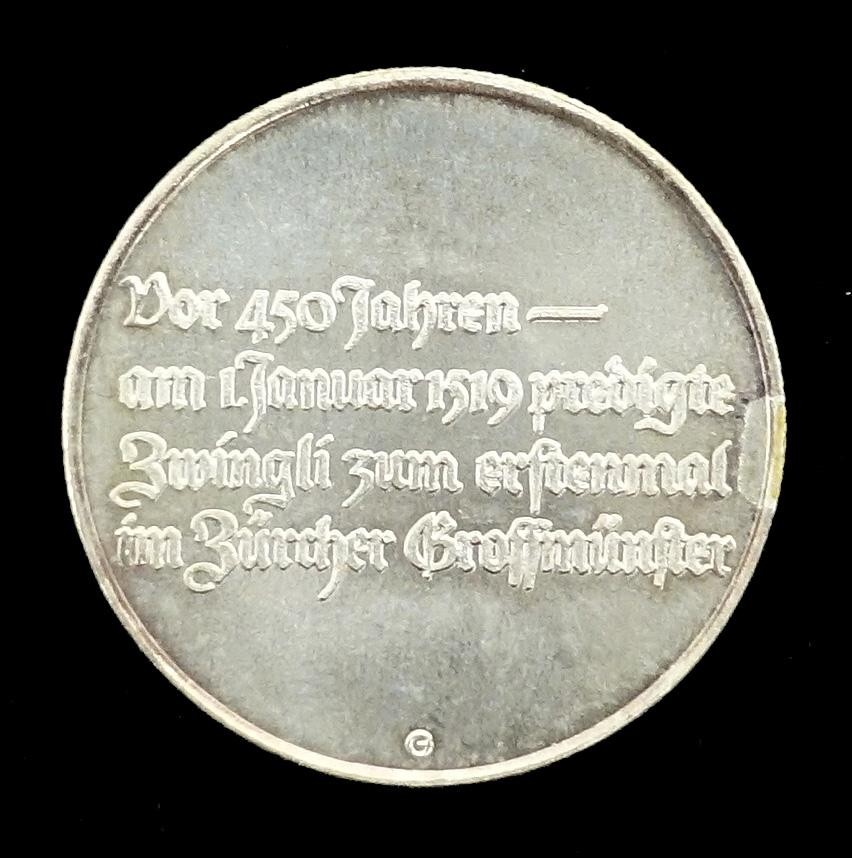 Vor 450 Jahren —
am 1. Januar 1519 predigte
Zwingli zum erstenmal
im Zürcher Grossmünster
G